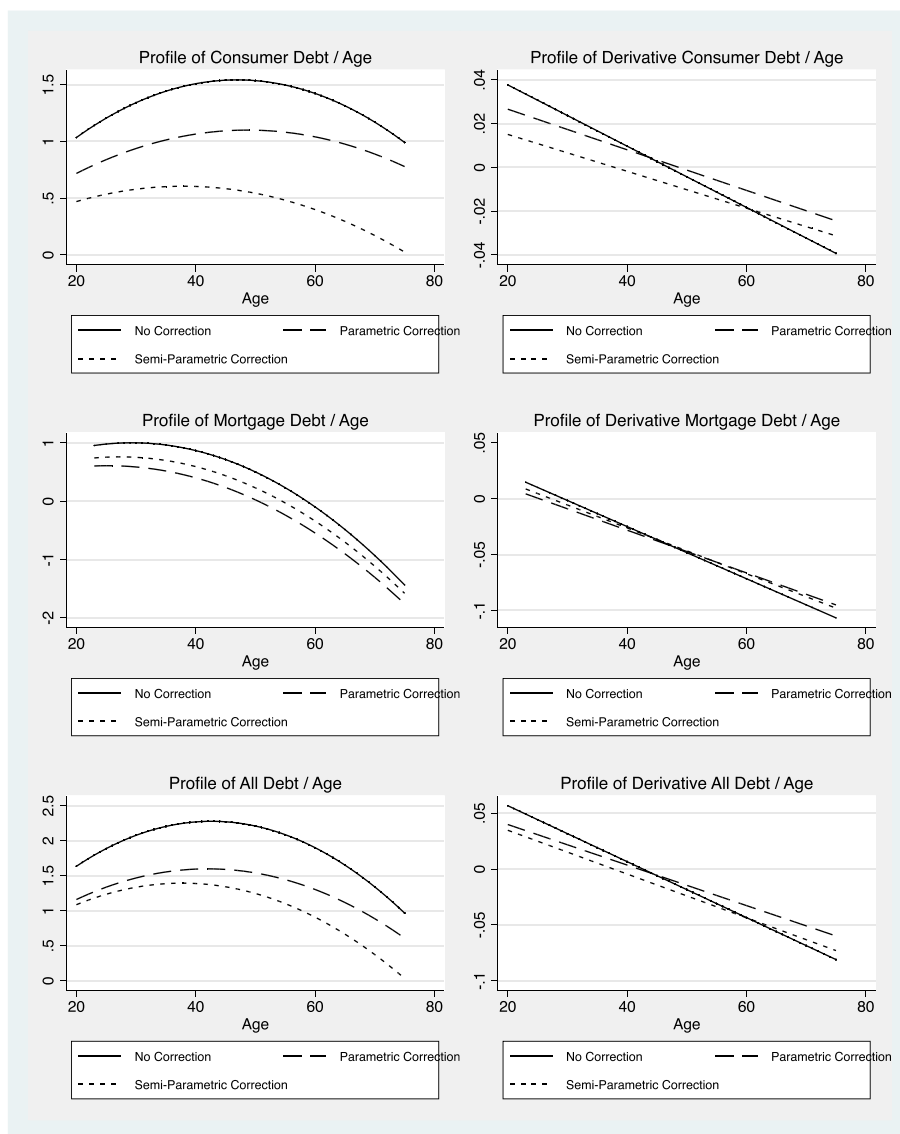 Profile of Consumer Debt / Age
1.5
1
.5
0
20 40 60 80
Age
No Correction Parametric Correction
Semi-Parametric Correction
Profile of Derivative Consumer Debt / Age
.04
.02
0
-.02
-.04
20 40 60 80
Age
No Correction Parametric Correction
Semi-Parametric Correction
Profile of Mortgage Debt / Age
1
0
-1
-2
20 40 60 80
Age
No Correction Parametric Correction
Semi-Parametric Correction
Profile of Derivative Mortgage Debt / Age
.05
0
-.05
-.1
20 40 60 80
Age
No Correction Parametric Correction
Semi-Parametric Correction
Profile of All Debt / Age
2.5
2
1.5
1
.5
0
20 40 60 80
Age
No Correction Parametric Correction
Semi-Parametric Correction
Profile of Derivative All Debt / Age
.05
0
-.05
-.1
20 40 60 80
Age
No Correction Parametric Correction
Semi-Parametric Correction